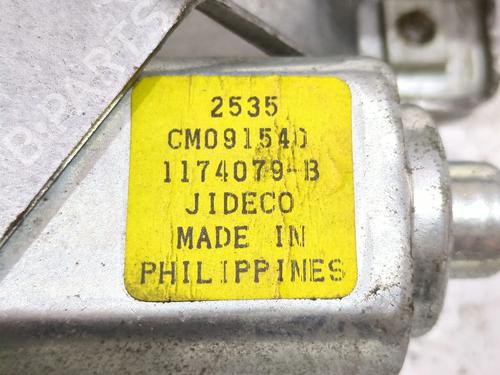 2535
CM091540
1174079-B
JIDECO
MADE IN
PHILIPPINES